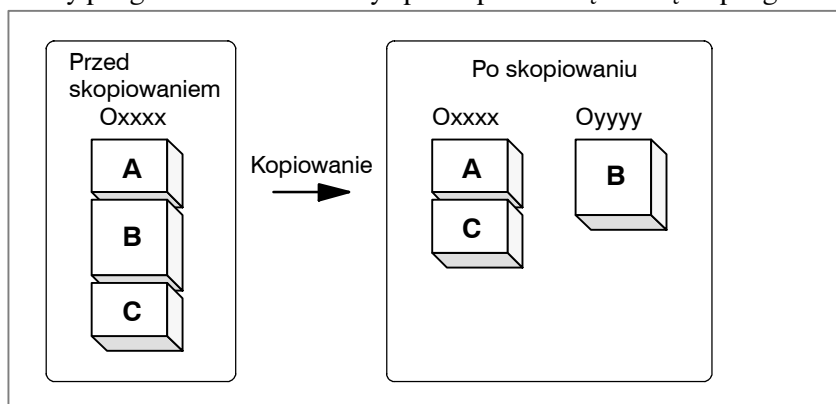 Przed
skopiowaniem
Oxxxx
A
B
C
Kopiowanie
Po skopiowaniu
Oxxxx
A
C
Oyyyy
B